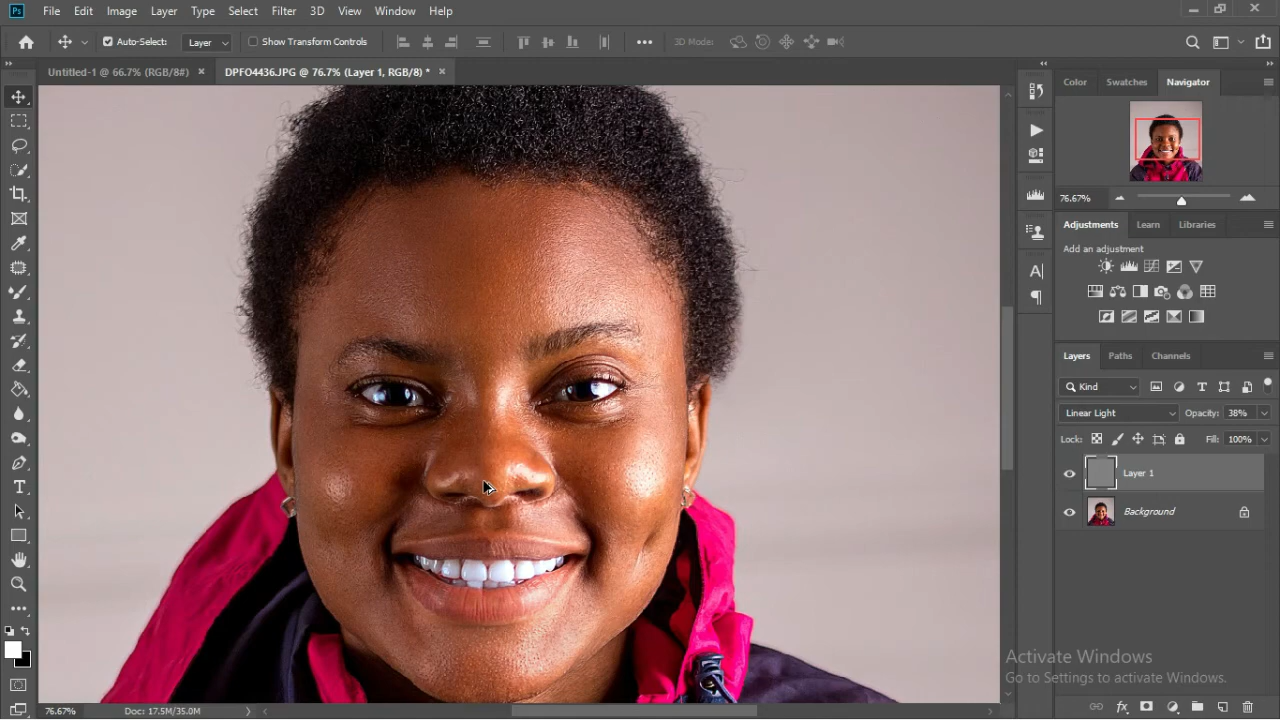 Ps File Edit Image Layer Type Select Filter 3D View Window Help
Auto-Select: Layer Show Transform Controls 3D Mode:
Untitled-1 @ 66.7% (RGB/8#) × DPFO4436.JPG @ 76.7% (Layer 1, RGB/8) * ×
Color Swatches Navigator
76.67%
Adjustments Learn Libraries
Add an adjustment
Layers Paths Channels
Kind
Linear Light Opacity: 38%
Lock: Fill: 100%
Layer 1
Background
Activate Windows
Go to Settings to activate Windows.
76.67% Doc: 17.5M/35.0M